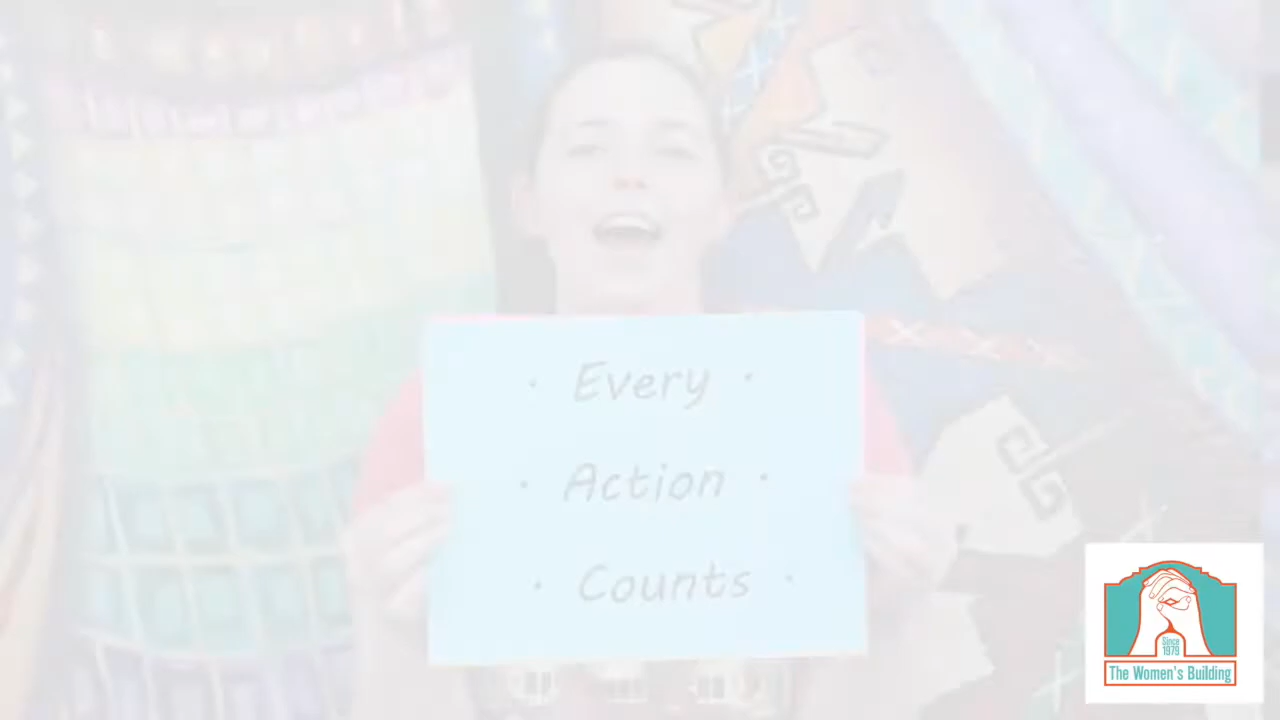 · Every ·
· Action ·
· Counts ·
Since
1979
The Women's Building